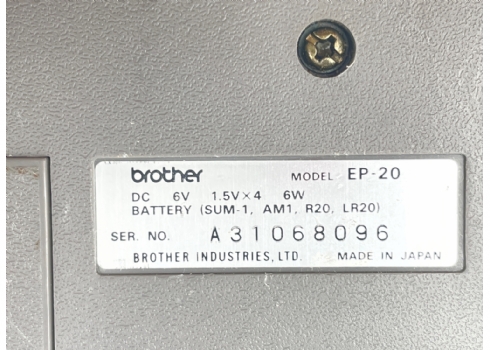 brother MODEL EP-20
DC 6V 1.5V×4 6W
BATTERY (SUM-1, AM1, R20, LR20)
SER. NO. A31068096
BROTHER INDUSTRIES, LTD. MADE IN JAPAN